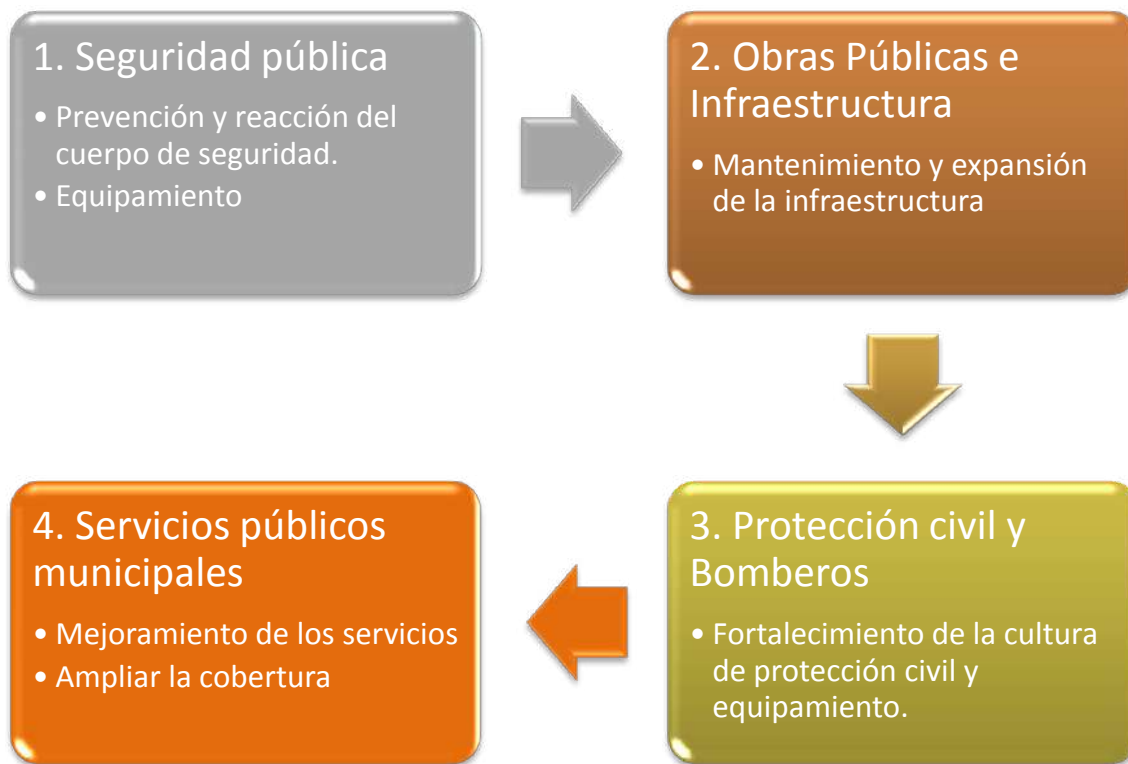 1. Seguridad pública
• Prevención y reacción del
cuerpo de seguridad.
• Equipamiento
2. Obras Públicas e
Infraestructura
• Mantenimiento y expansión
de la infraestructura
3. Protección civil y
Bomberos
• Fortalecimiento de la cultura
de protección civil y
equipamiento.
4. Servicios públicos
municipales
• Mejoramiento de los servicios
• Ampliar la cobertura